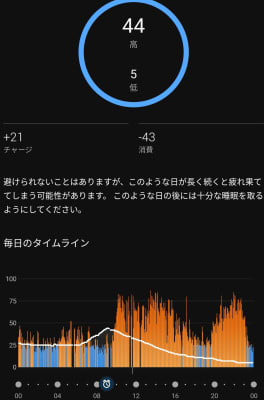 44
高
5
低
+21
チャージ
-43
消費
避けられないことはありますが、このような日が長く続くと疲れ果て
てしまう可能性があります。 このような日の後には十分な睡眠を取る
ようにしてください。
毎日のタイムライン
100
75
50
25
0
00 04 08 12 16 20 00